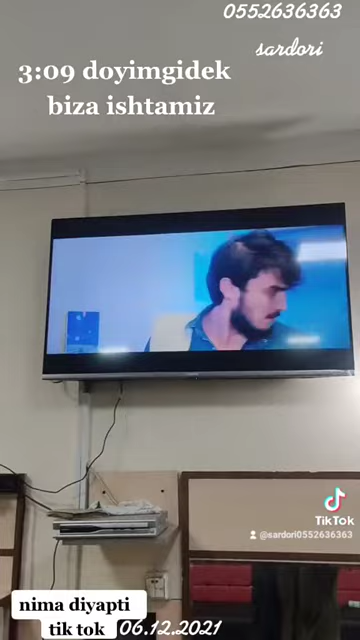 0552636363
sardori
3:09 doyimgidek
biza ishtamiz
TikTok
@sardori0552636363
nima diyapti
tik tok
06.12.2021